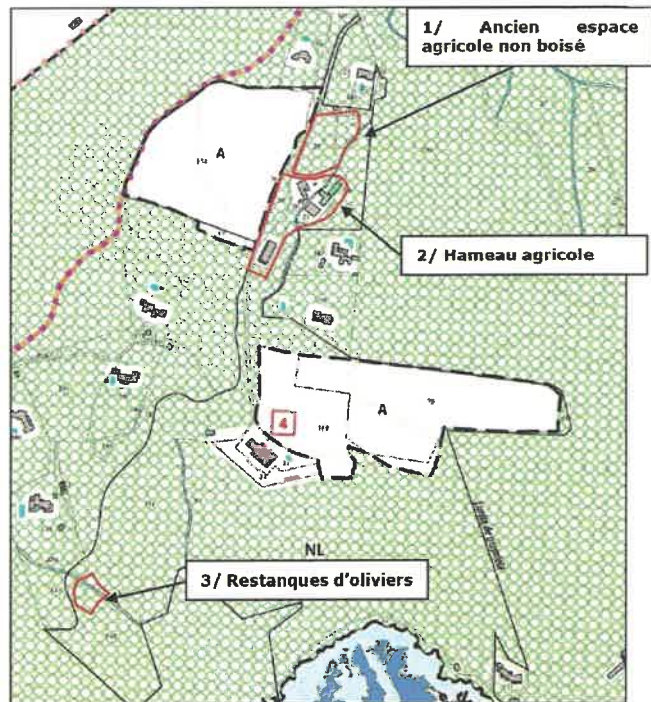 1/ Ancien espace
agricole non boisé
A
2/ Hameau agricole
A
4
NL
3/ Restanques d'oliviers